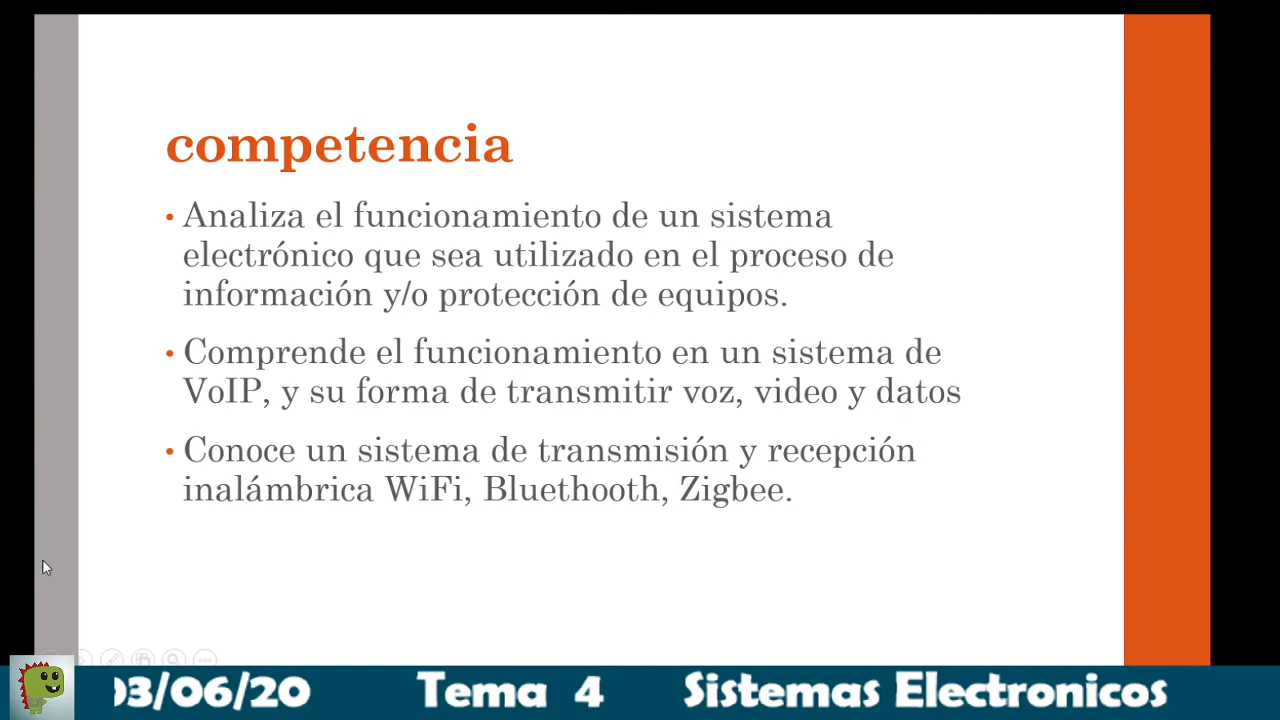 competencia
• Analiza el funcionamiento de un sistema
electrónico que sea utilizado en el proceso de
información y/o protección de equipos.
• Comprende el funcionamiento en un sistema de
VoIP, y su forma de transmitir voz, video y datos
• Conoce un sistema de transmisión y recepción
inalámbrica WiFi, Bluethooth, Zigbee.
03/06/20 Tema 4 Sistemas Electronicos